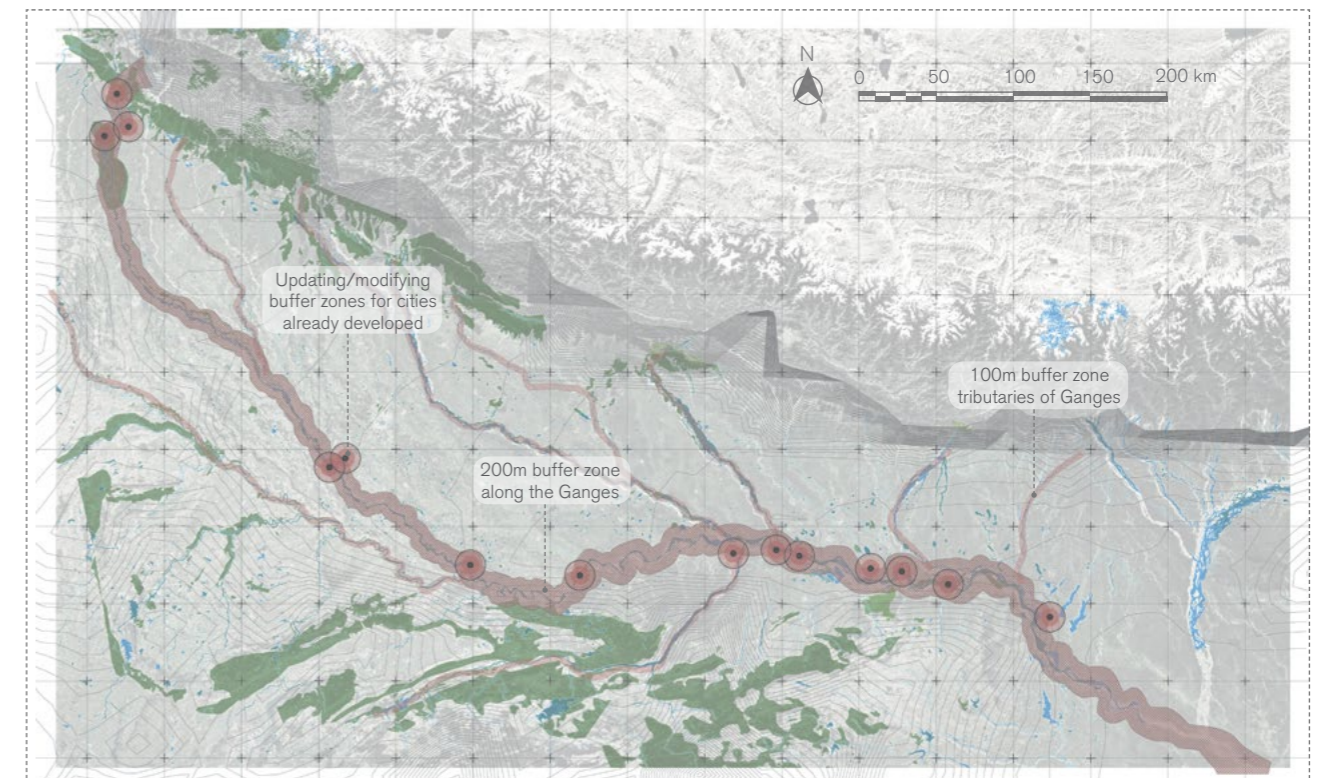 N
0 50 100 150 200 km
Updating/modifying
buffer zones for cities
already developed
100m buffer zone
tributaries of Ganges
200m buffer zone
along the Ganges